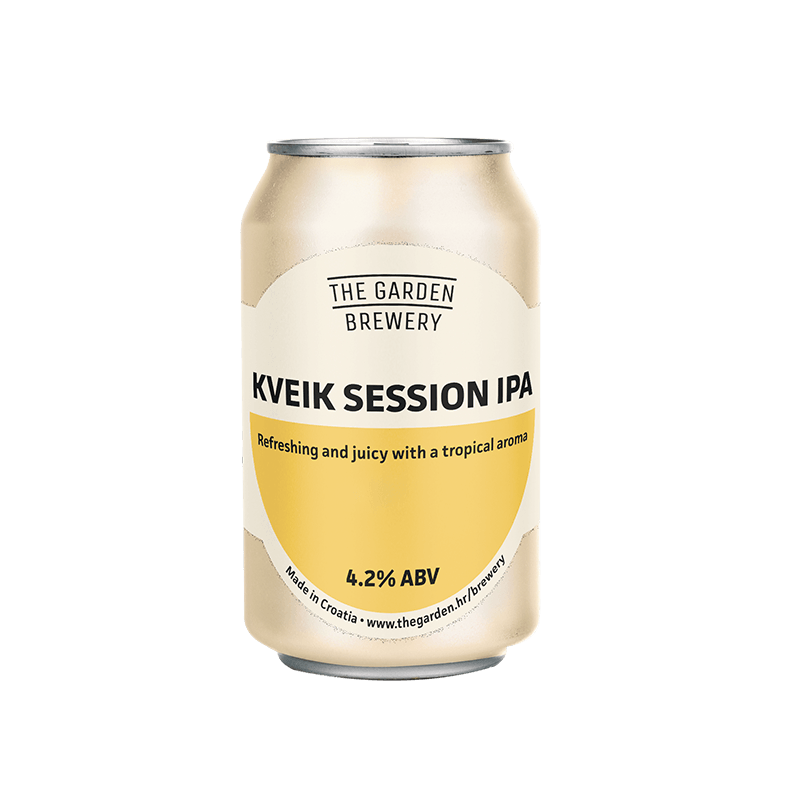 THE GARDEN
BREWERY
KVEIK SESSION IPA
Refreshing and juicy with a tropical aroma
4.2% ABV
Made in Croatia • www.thegarden.hr/brewery